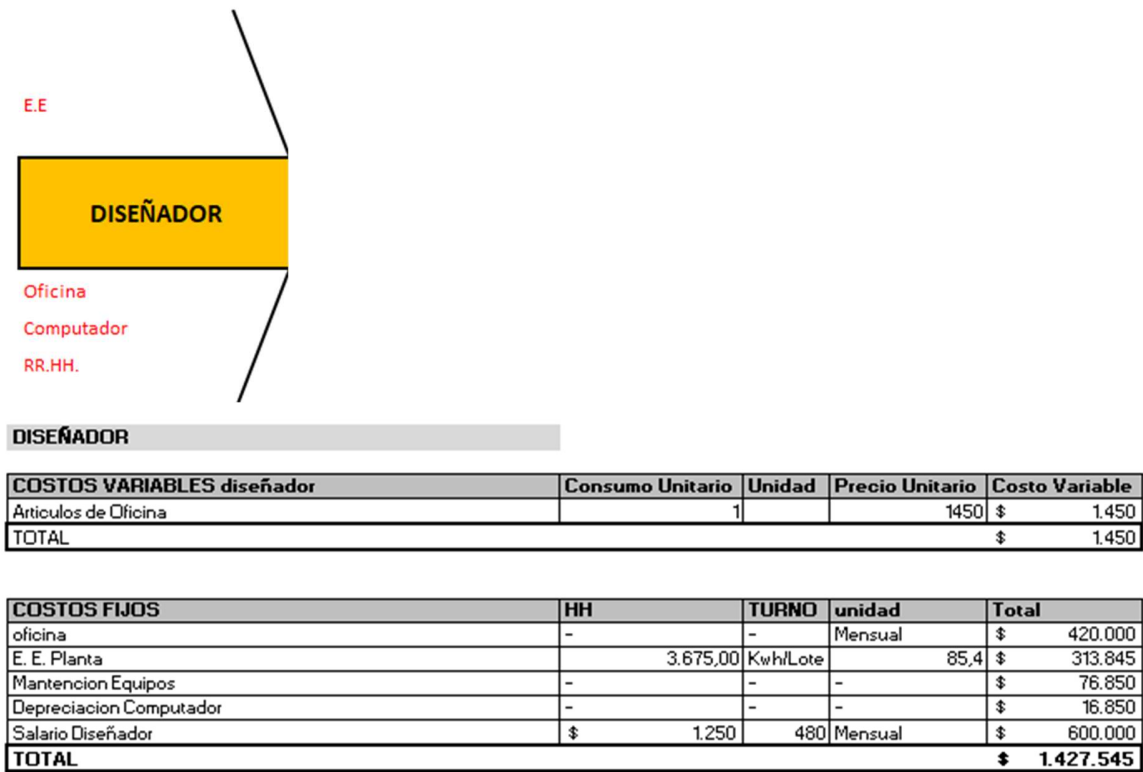 E.E
DISEÑADOR
Oficina
Computador
RR.HH.
DISEÑADOR
COSTOS VARIABLES diseñador Consumo Unitario Unidad Precio Unitario Costo Variable
Articulos de Oficina 1 1450 $ 1.450
TOTAL $ 1.450
COSTOS FIJOS HH TURNO unidad Total
oficina - - Mensual $ 420.000
E. E. Planta 3.675,00 Kwh/Lote 85,4 $ 313.845
Mantencion Equipos - - - $ 76.850
Depreciacion Computador - - - $ 16.850
Salario Diseñador $ 1.250 480 Mensual $ 600.000
TOTAL $ 1.427.545